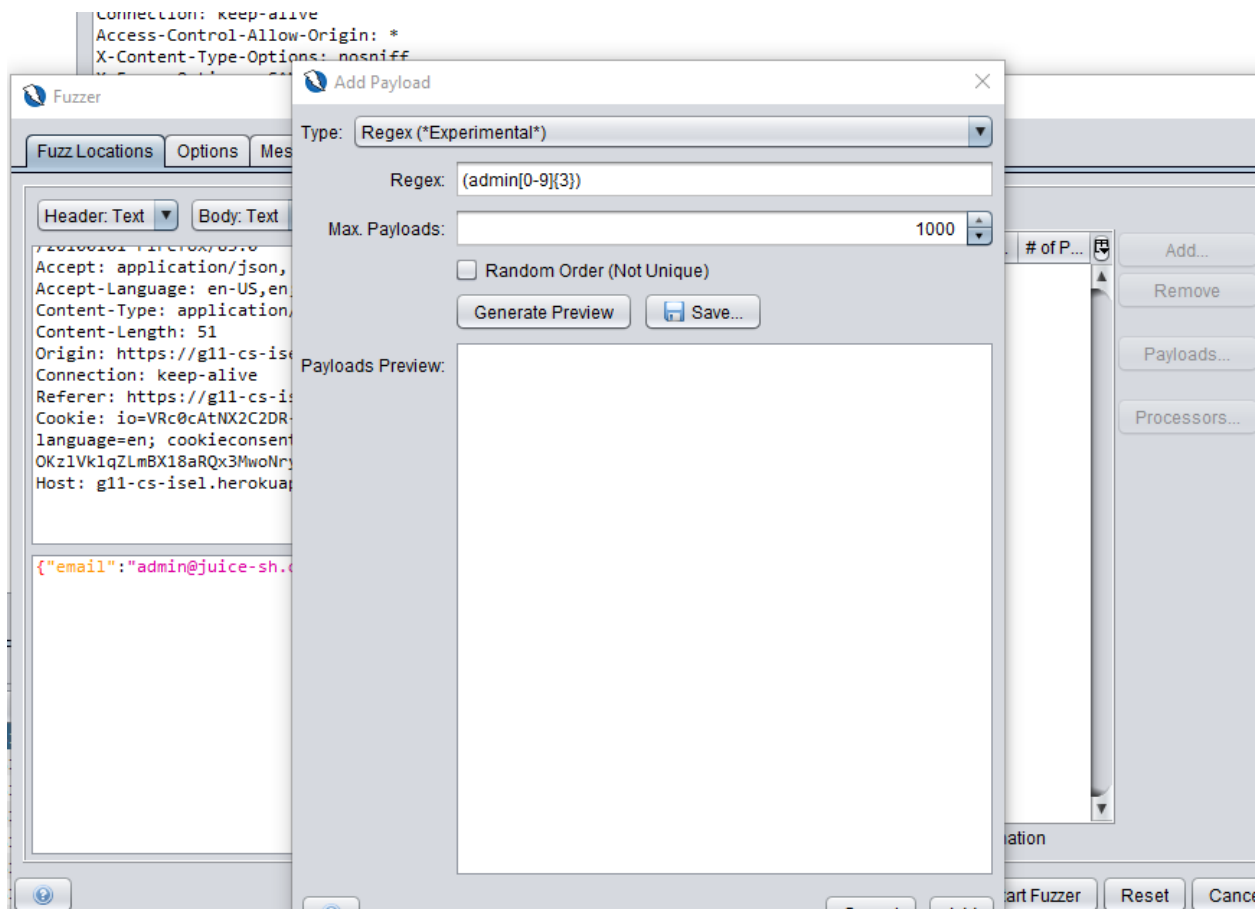 Connection: keep-alive
Access-Control-Allow-Origin: *
X-Content-Type-Options: nosniff
Fuzzer
Add Payload
Fuzz Locations
Options
Mes
Type:
Regex (*Experimental*)
Regex:
(admin[0-9]{3})
Header: Text
Body: Text
Max. Payloads:
1000
# of P...
Add...
Random Order (Not Unique)
Remove
Generate Preview
Save...
Accept: application/json,
Accept-Language: en-US,en
Content-Type: application/
Content-Length: 51
Origin: https://g11-cs-ise
Connection: keep-alive
Referer: https://g11-cs-is
Cookie: io=VRc0cAtNX2C2DR-
language=en; cookieconsent
OKzlVklqZLmBX18aRQx3MwoNry
Host: g11-cs-isel.herokuap
Payloads Preview:
Payloads...
Processors...
{"email":"admin@juice-sh.o
ation
art Fuzzer
Reset
Cance